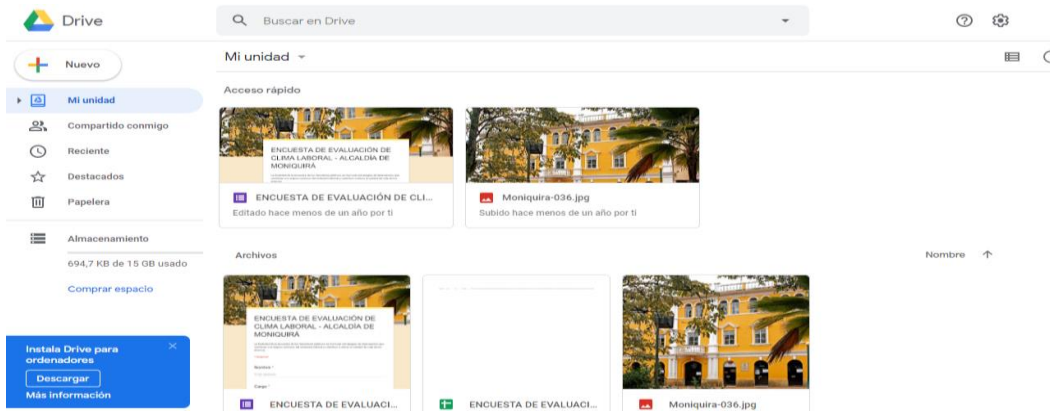 Drive
Buscar en Drive
Nuevo
Mi unidad
Compartido conmigo
Reciente
Destacados
Papelera
Almacenamiento
694,7 KB de 15 GB usado
Comprar espacio
Instala Drive para
ordenadores
Descargar
Más información
Mi unidad
Acceso rápido
ENCUESTA DE EVALUACIÓN DE
CLIMA LABORAL - ALCALDÍA DE
MONIQUIRÁ
ENCUESTA DE EVALUACIÓN DE CLI...
Editado hace menos de un año por ti
Moniquira-036.jpg
Subido hace menos de un año por ti
Archivos
Nombre
ENCUESTA DE EVALUACIÓN DE
CLIMA LABORAL - ALCALDÍA DE
MONIQUIRÁ
Nombre *
Cargo *
ENCUESTA DE EVALUACI...
ENCUESTA DE EVALUACI...
Moniquira-036.jpg